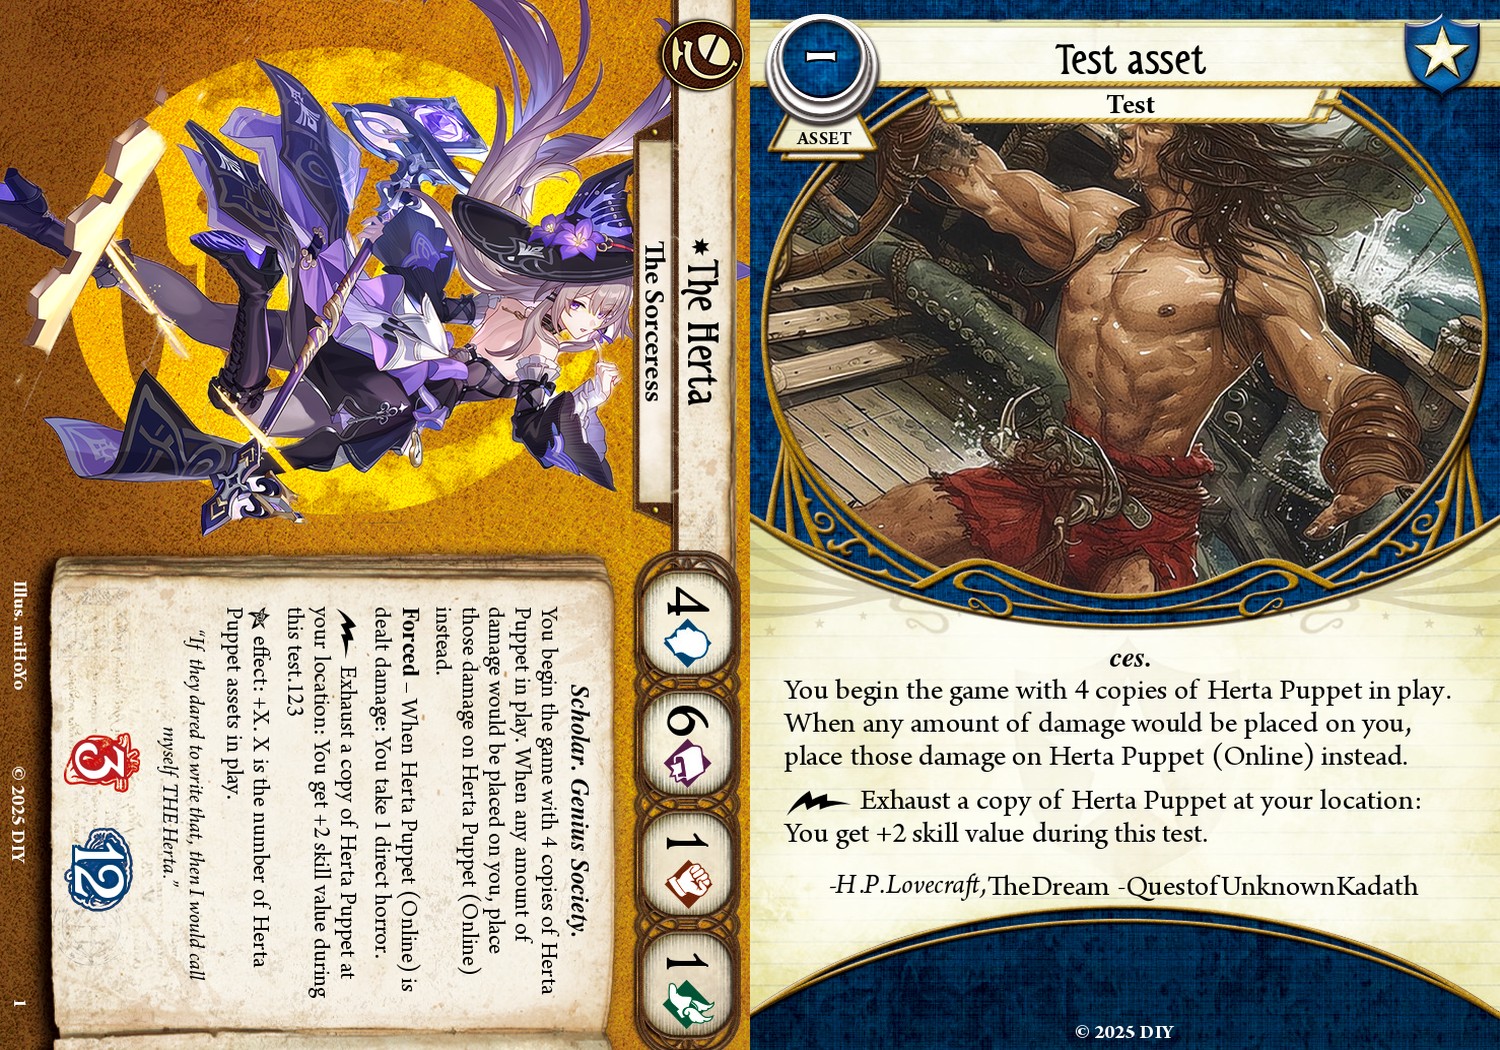 The Herta
The Sorceress
4
6
1
1
Scholar. Genius Society.
You begin the game with 4 copies of Herta
Puppet in play. When any amount of
damage would be placed on you, place
those damage on Herta Puppet (Online)
instead.
Forced – When Herta Puppet (Online) is
dealt damage: You take 1 direct horror.
Exhaust a copy of Herta Puppet at
your location: You get +2 skill value during
this test.123
effect: +X. X is the number of Herta
Puppet assets in play.
“If they dared to write that, then I would call
myself THE Herta.”
3
12
Illus. miHoYo
© 2025 DIY
1
–
ASSET
Test asset
Test
ces.
You begin the game with 4 copies of Herta Puppet in play.
When any amount of damage would be placed on you,
place those damage on Herta Puppet (Online) instead.
Exhaust a copy of Herta Puppet at your location:
You get +2 skill value during this test.
-H.P.Lovecraft,TheDream -QuestofUnknownKadath
© 2025 DIY